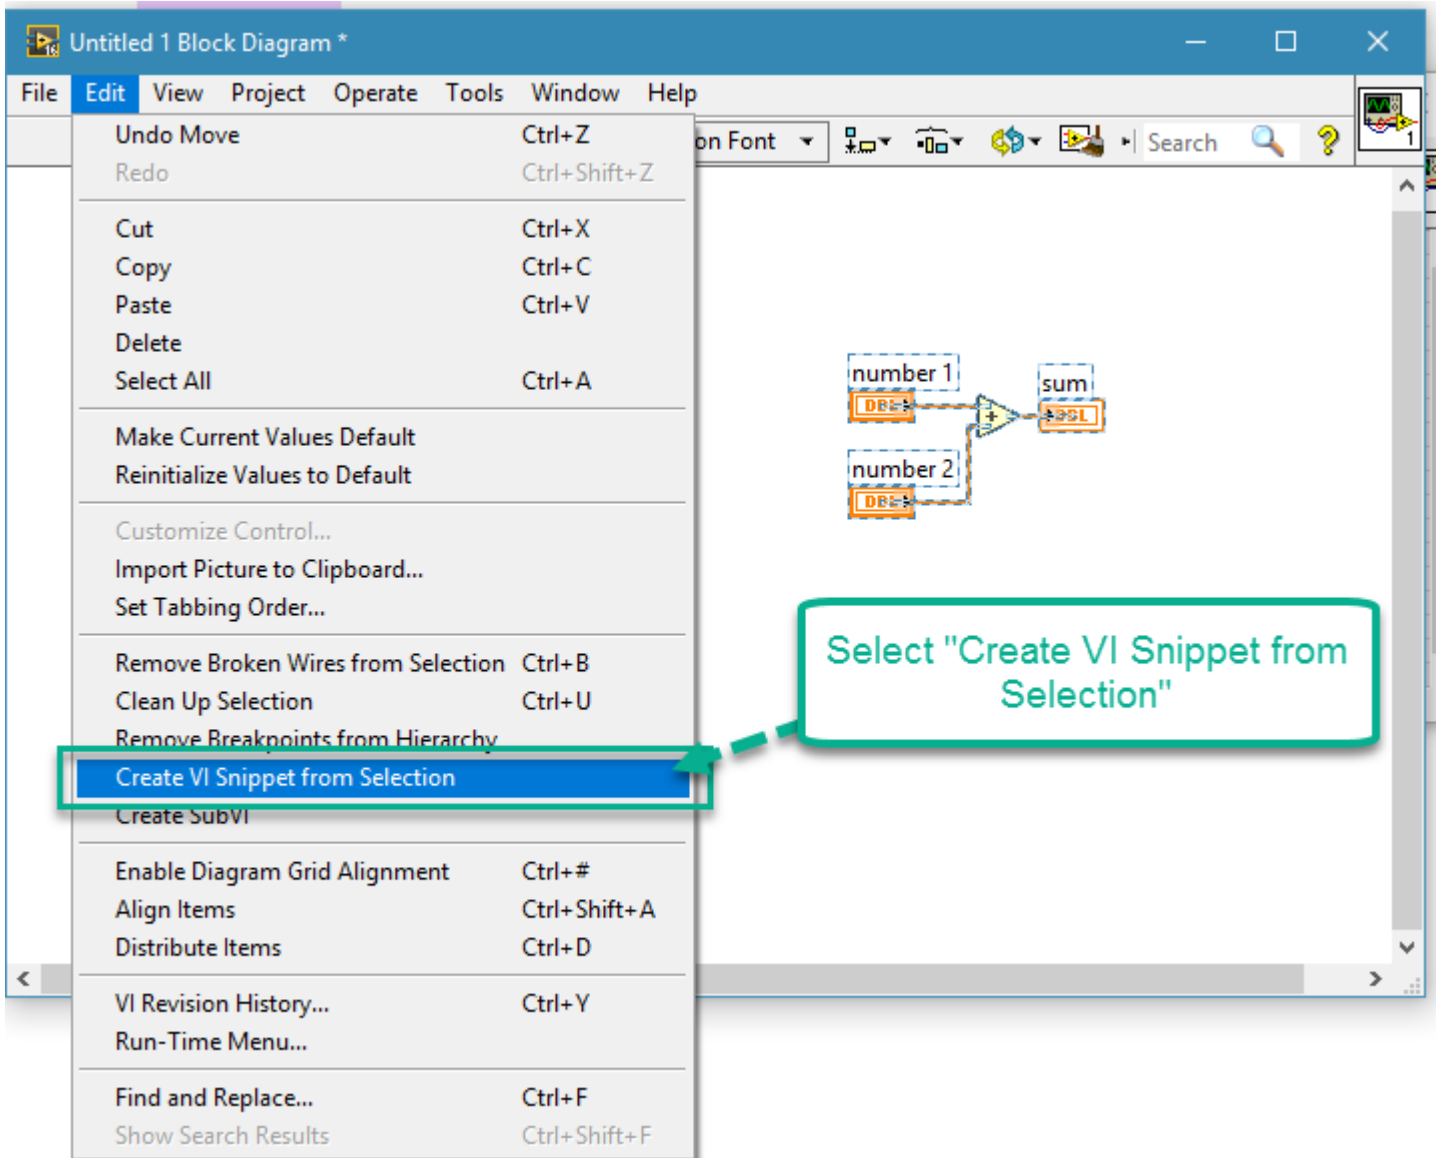 Untitled 1 Block Diagram *
File Edit View Project Operate Tools Window Help
on Font
Search
1
Undo Move Ctrl+Z
Redo Ctrl+Shift+Z
Cut Ctrl+X
Copy Ctrl+C
Paste Ctrl+V
Delete
Select All Ctrl+A
Make Current Values Default
Reinitialize Values to Default
Customize Control...
Import Picture to Clipboard...
Set Tabbing Order...
Remove Broken Wires from Selection Ctrl+B
Clean Up Selection Ctrl+U
Remove Breakpoints from Hierarchy
Create VI Snippet from Selection
Create SubVI
Enable Diagram Grid Alignment Ctrl+#
Align Items Ctrl+Shift+A
Distribute Items Ctrl+D
VI Revision History... Ctrl+Y
Run-Time Menu...
Find and Replace... Ctrl+F
Show Search Results Ctrl+Shift+F
number 1
DBL
sum
DBL
number 2
DBL
Select "Create VI Snippet from
Selection"